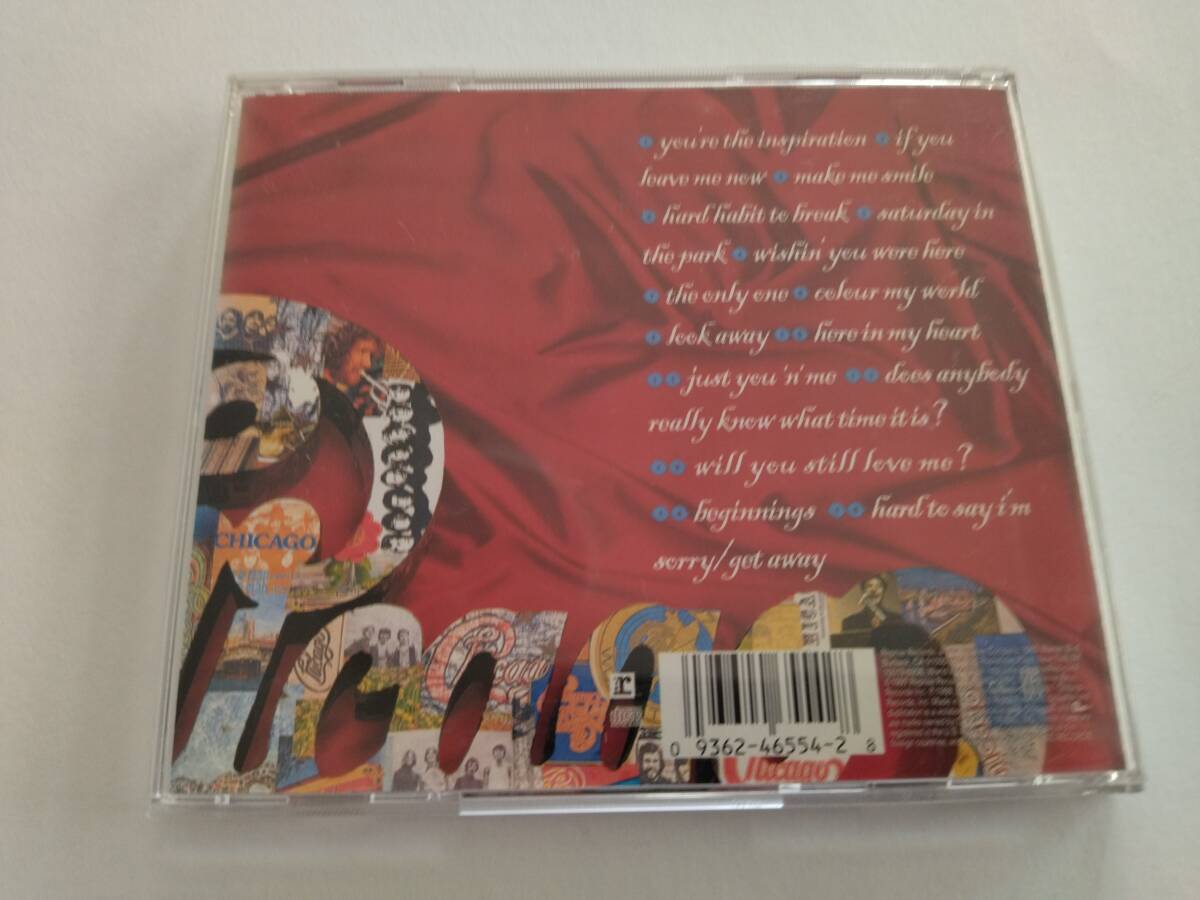 you're the inspiration if you
leave me now make me smile
hard habit to break saturday in
the park wishin' you were here
the only one colour my world
look away here in my heart
just you 'n' me does anybody
really know what time it is?
will you still love me?
beginnings hard to say i'm
sorry/get away
CHICAGO
Chicago
r
0 9362-46554-2 8
Chicago